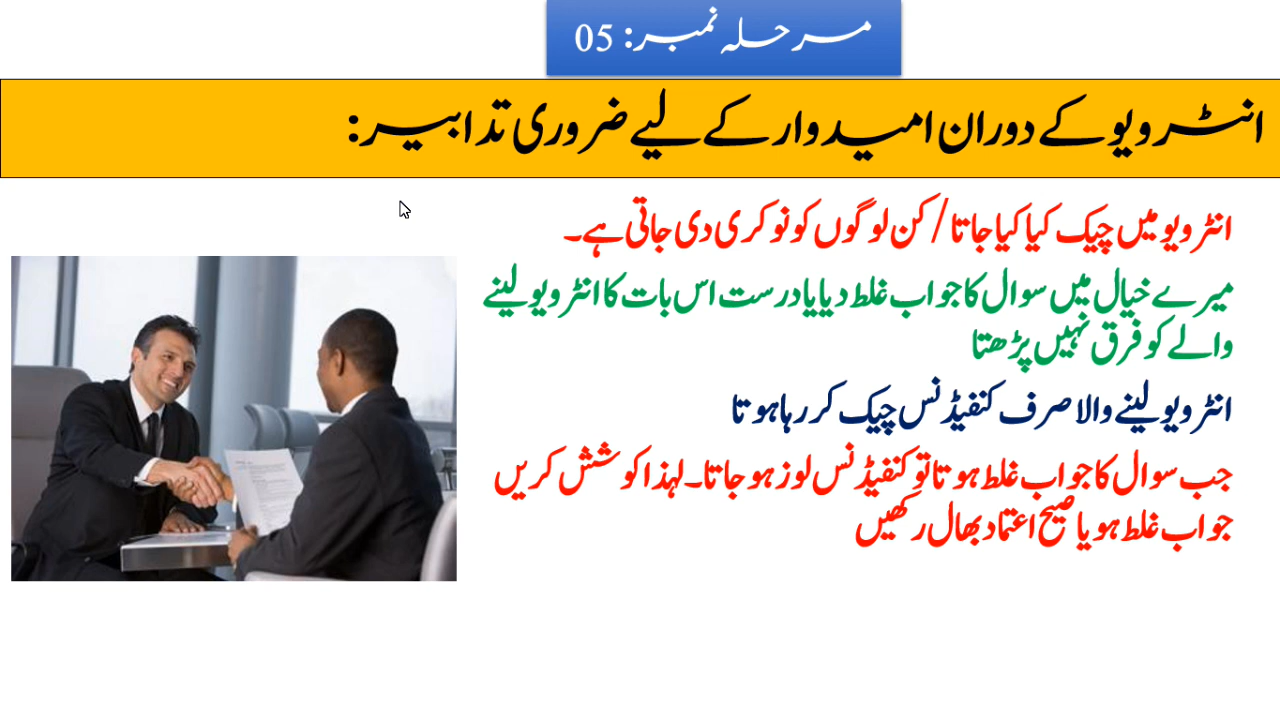 مرحلہ نمبر: 05
انٹرویو کے دوران امیدوار کے لیے ضروری تدابیر:
انٹرویو میں چیک کیا کیا جاتا/کن لوگوں کو نوکری دی جاتی ہے۔
میرے خیال میں سوال کا جواب غلط دیا یا درست اس بات کا انٹرویو لینے
والے کو فرق نہیں پڑھتا
انٹرویو لینے والا صرف کنفیڈنس چیک کر رہا ہوتا
جب سوال کا جواب غلط ہوتا تو کنفیڈنس لوز ہو جاتا۔ لہذا کوشش کریں
جواب غلط ہو یا صیح اعتماد بھال رکھیں